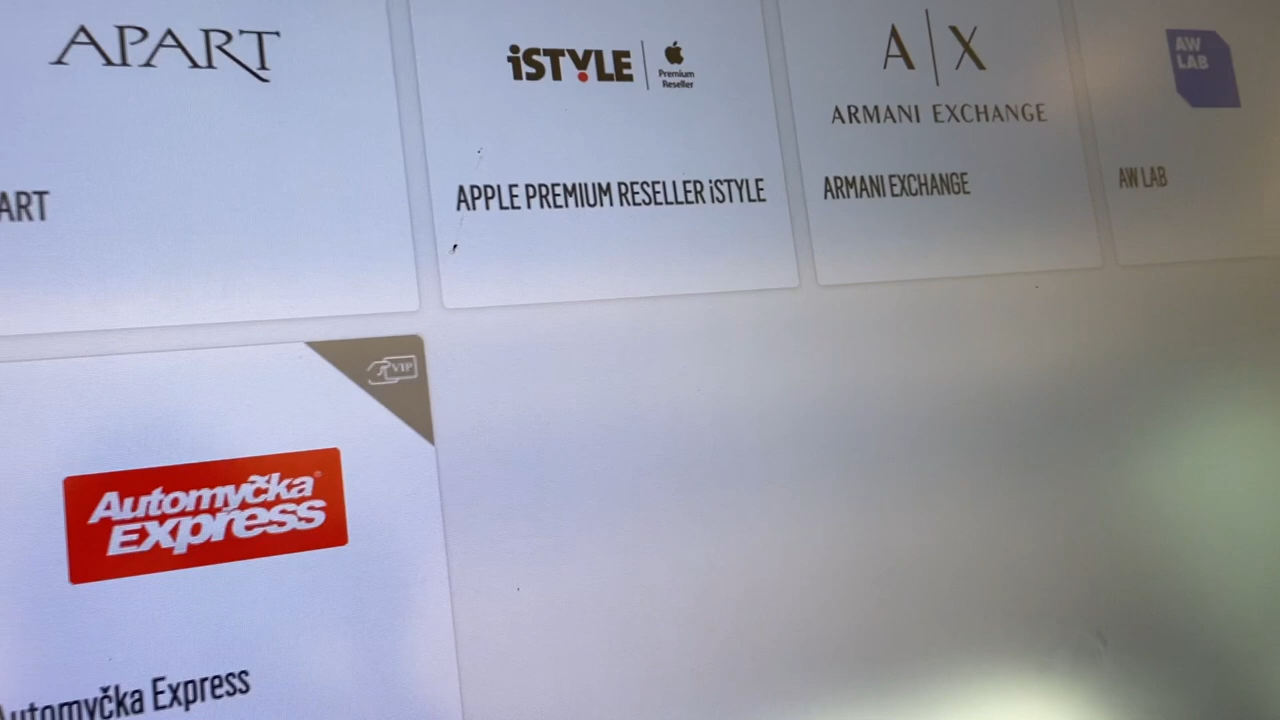 APART
iSTYLE
Premium
Reseller
A|X
ARMANI EXCHANGE
AW
LAB
ART
APPLE PREMIUM RESELLER iSTYLE
ARMANI EXCHANGE
AW LAB
VIP
Automyčka
Express
Automyčka Express